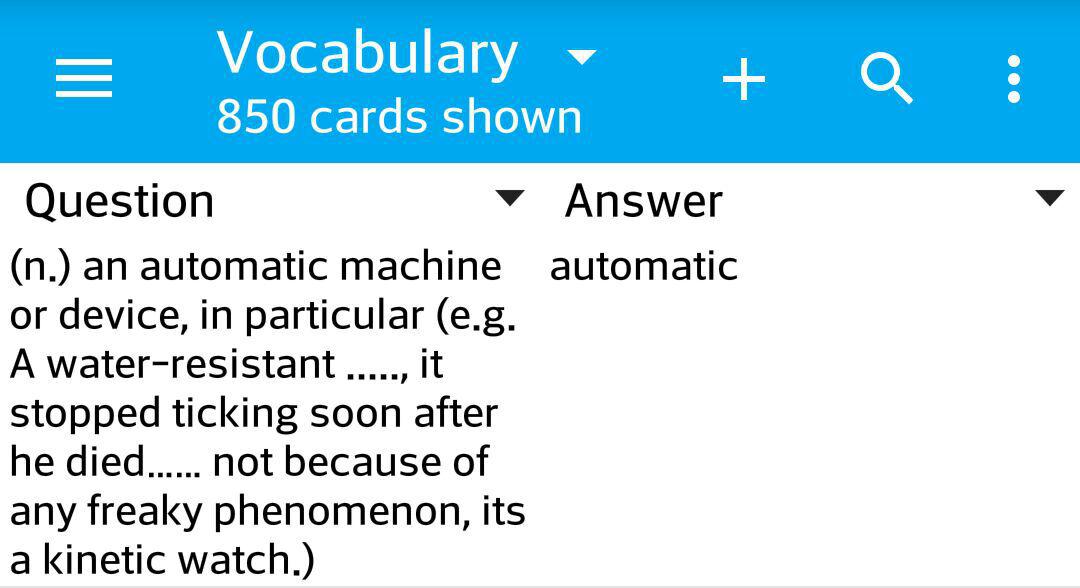 Vocabulary
850 cards shown
Question
Answer
(n.) an automatic machine
or device, in particular (e.g.
A water-resistant ....., it
stopped ticking soon after
he died...... not because of
any freaky phenomenon, its
a kinetic watch.)
automatic